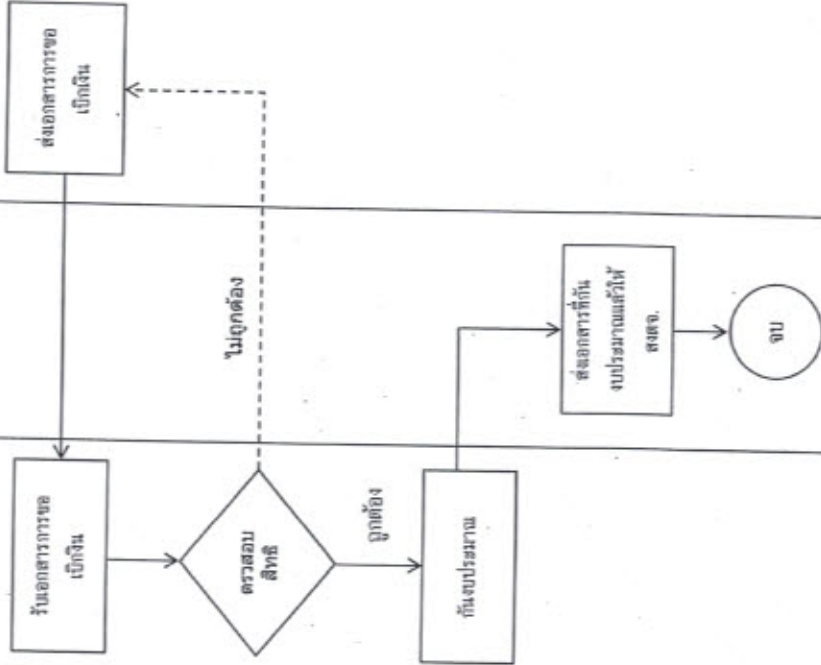 ส่งเอกสารการขอ
เบิกเงิน
รับเอกสารการขอ
เบิกเงิน
ไม่ถูกต้อง
ตรวจสอบ
สิทธิ
ถูกต้อง
กันงบประมาณ
ส่งเอกสารที่กัน
งบประมาณแล้วให้
สงตจ.
จบ